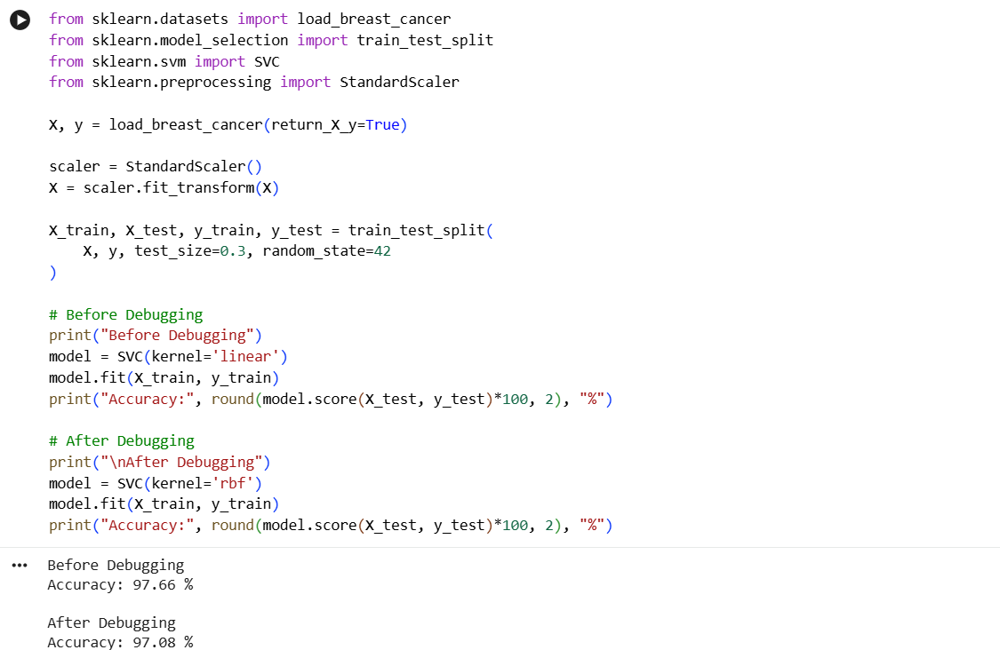 from sklearn.datasets import load_breast_cancer
from sklearn.model_selection import train_test_split
from sklearn.svm import SVC
from sklearn.preprocessing import StandardScaler

X, y = load_breast_cancer(return_X_y=True)

scaler = StandardScaler()
X = scaler.fit_transform(X)

X_train, X_test, y_train, y_test = train_test_split(
    X, y, test_size=0.3, random_state=42
)

# Before Debugging
print("Before Debugging")
model = SVC(kernel='linear')
model.fit(X_train, y_train)
print("Accuracy:", round(model.score(X_test, y_test)*100, 2), "%")

# After Debugging
print("\nAfter Debugging")
model = SVC(kernel='rbf')
model.fit(X_train, y_train)
print("Accuracy:", round(model.score(X_test, y_test)*100, 2), "%")

Before Debugging
Accuracy: 97.66 %

After Debugging
Accuracy: 97.08 %